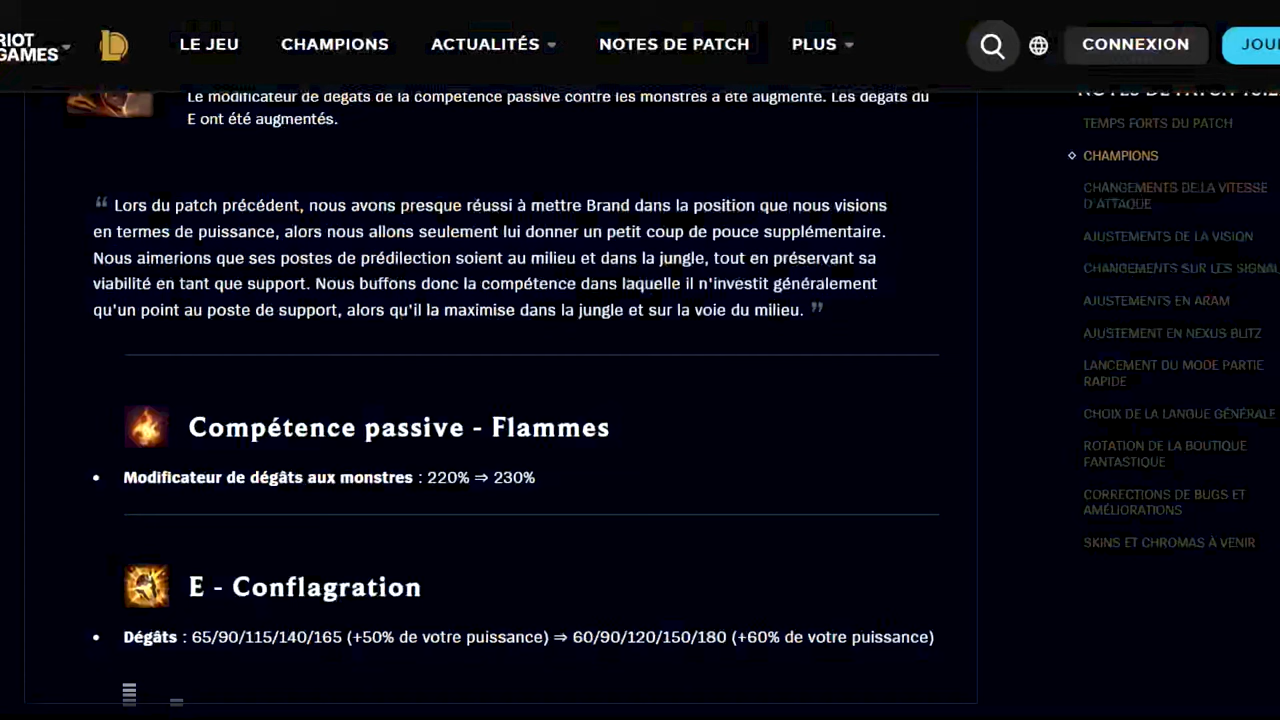 RIOT
GAMES
LE JEU
CHAMPIONS
ACTUALITÉS
NOTES DE PATCH
PLUS
CONNEXION
JOUE
Le modificateur de dégâts de la compétence passive contre les monstres a été augmenté. Les dégâts du
E ont été augmentés.
“ Lors du patch précédent, nous avons presque réussi à mettre Brand dans la position que nous visions
en termes de puissance, alors nous allons seulement lui donner un petit coup de pouce supplémentaire.
Nous aimerions que ses postes de prédilection soient au milieu et dans la jungle, tout en préservant sa
viabilité en tant que support. Nous buffons donc la compétence dans laquelle il n'investit généralement
qu'un point au poste de support, alors qu'il la maximise dans la jungle et sur la voie du milieu. ”
Compétence passive - Flammes
• Modificateur de dégâts aux monstres : 220% ⇒ 230%
E - Conflagration
• Dégâts : 65/90/115/140/165 (+50% de votre puissance) ⇒ 60/90/120/150/180 (+60% de votre puissance)
NOTES DE PATCH
TEMPS FORTS DU PATCH
CHAMPIONS
CHANGEMENTS DE LA VITESSE
D'ATTAQUE
AJUSTEMENTS DE LA VISION
CHANGEMENTS SUR LES SIGNAU
AJUSTEMENTS EN ARAM
AJUSTEMENT EN NEXUS BLITZ
LANCEMENT DU MODE PARTIE
RAPIDE
CHOIX DE LA LANGUE GÉNÉRALE
ROTATION DE LA BOUTIQUE
FANTASTIQUE
CORRECTIONS DE BUGS ET
AMÉLIORATIONS
SKINS ET CHROMAS À VENIR